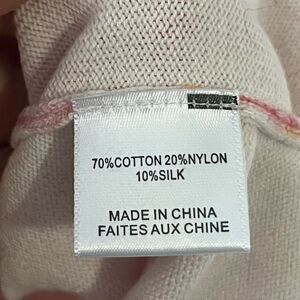 70%COTTON 20%NYLON
10%SILK
MADE IN CHINA
FAITES AUX CHINE